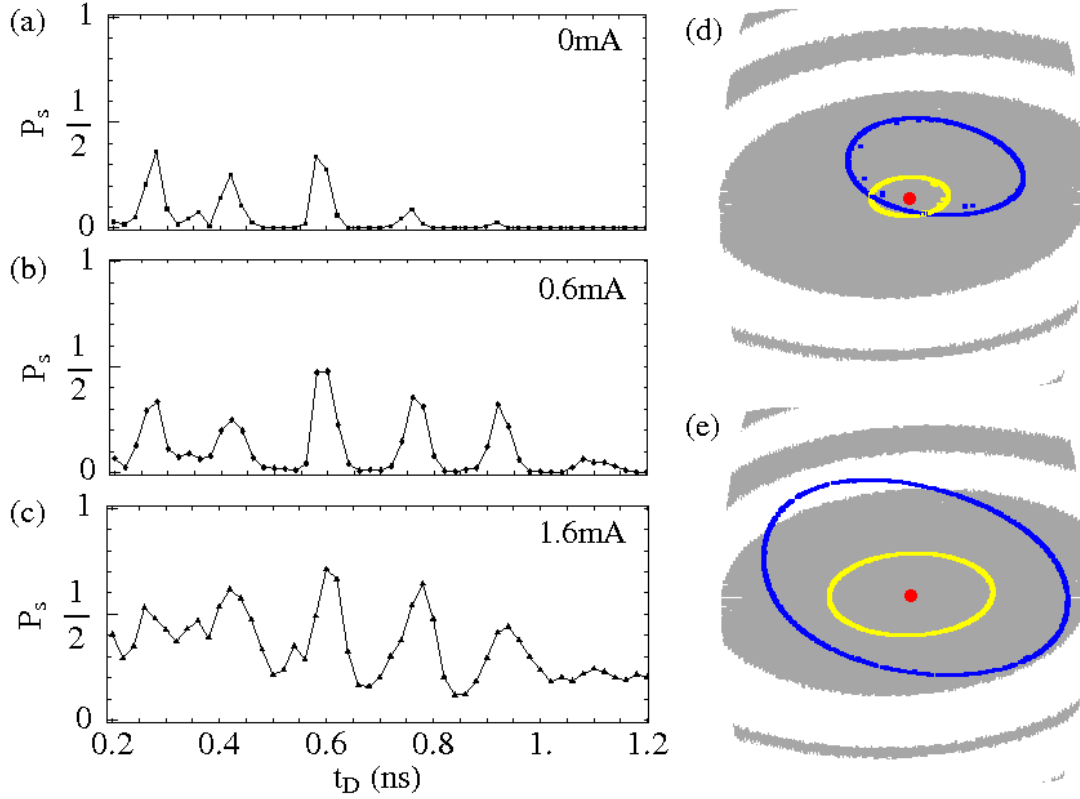 (a)
1
0mA
P_s
1/2
0
(b)
1
0.6mA
P_s
1/2
0
(c)
1
1.6mA
P_s
1/2
0
0.2 0.4 0.6 0.8 1. 1.2
t_D (ns)
(d)
(e)